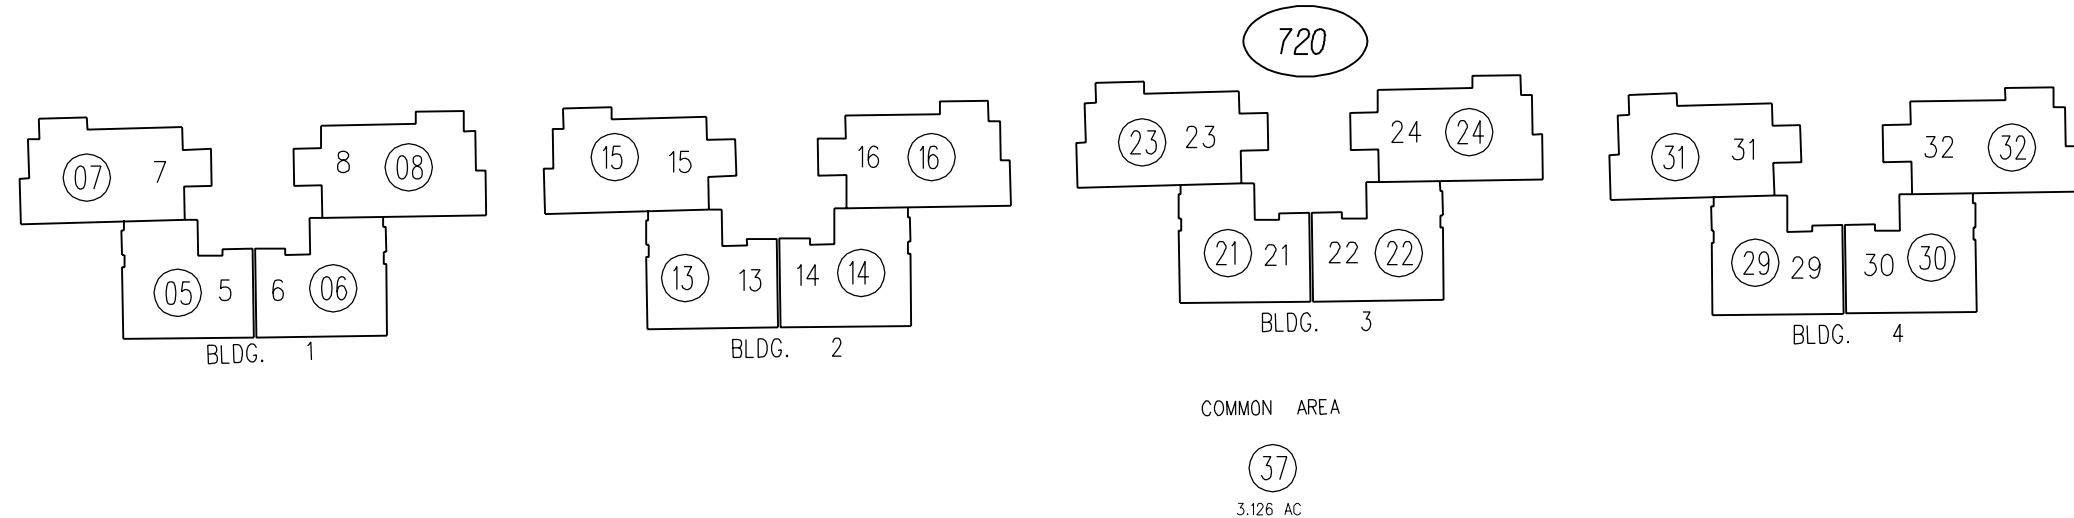 720
07 7 8 08
05 5 6 06
BLDG. 1
15 15 16 16
13 13 14 14
BLDG. 2
23 23 24 24
21 21 22 22
BLDG. 3
31 31 32 32
29 29 30 30
BLDG. 4
COMMON AREA
37
3.126 AC